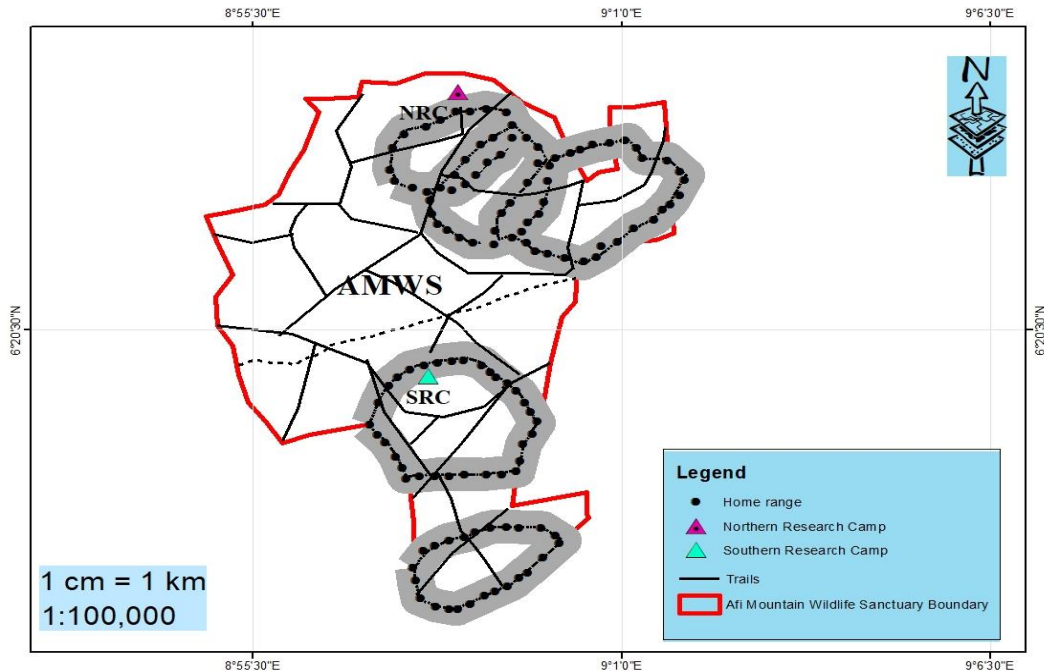 8°55'30"E
9°1'0"E
9°6'30"E
N
NRC
AMWS
6°20'30"N
6°20'30"N
SRC
Legend
Home range
Northern Research Camp
Southern Research Camp
Trails
Afi Mountain Wildlife Sanctuary Boundary
1 cm = 1 km
1:100,000
8°55'30"E
9°1'0"E
9°6'30"E